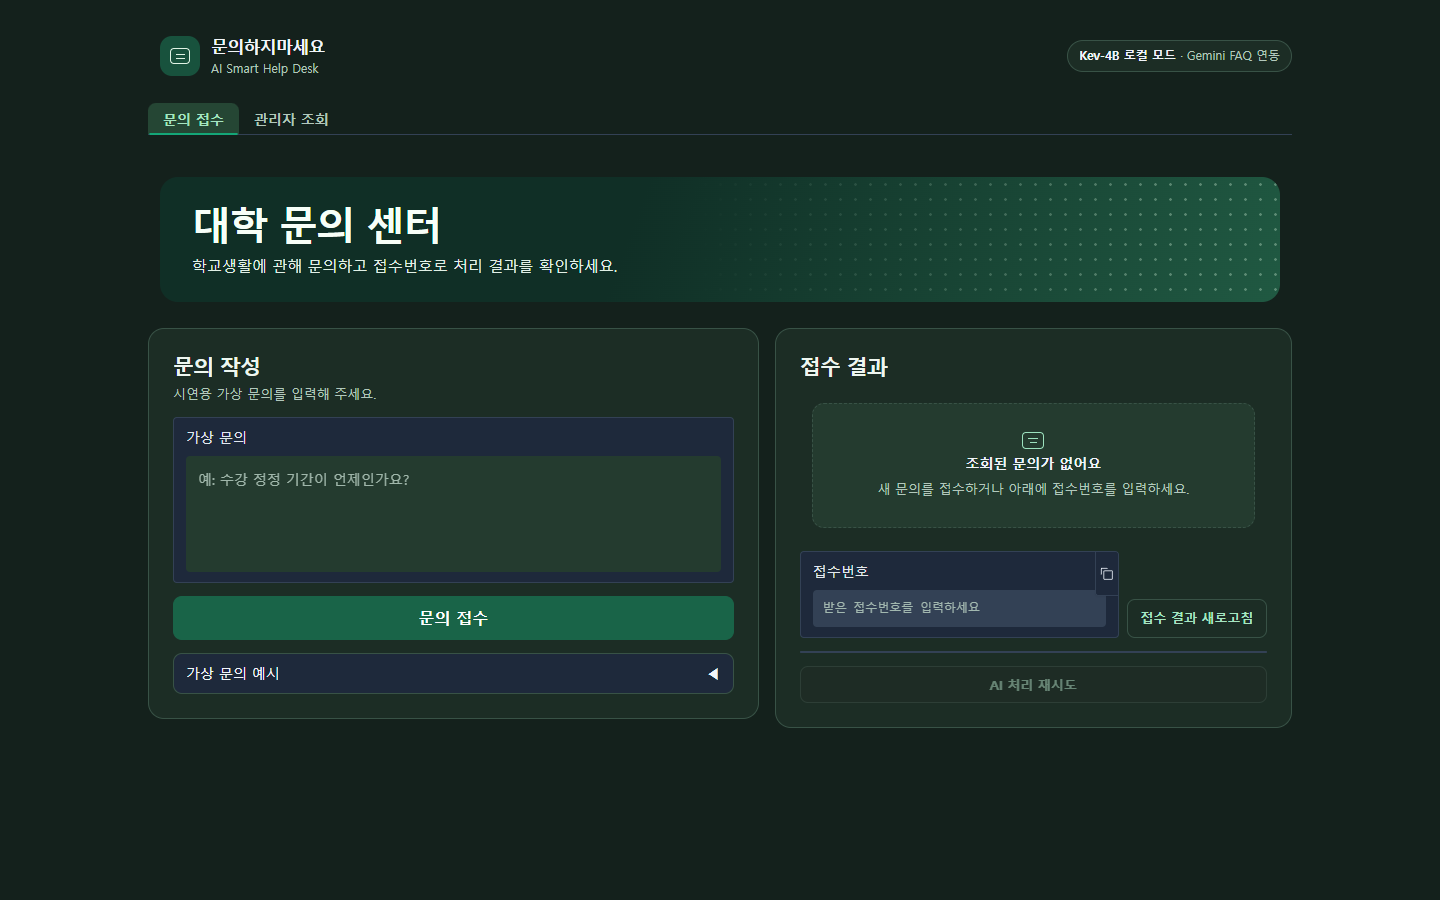 문의하지마세요
AI Smart Help Desk
Kev-4B 로컬 모드 · Gemini FAQ 연동
문의 접수
관리자 조회
대학 문의 센터
학교생활에 관해 문의하고 접수번호로 처리 결과를 확인하세요.
문의 작성
시연용 가상 문의를 입력해 주세요.
가상 문의
예: 수강 정정 기간이 언제인가요?
문의 접수
가상 문의 예시
접수 결과
조회된 문의가 없어요
새 문의를 접수하거나 아래에 접수번호를 입력하세요.
접수번호
받은 접수번호를 입력하세요
접수 결과 새로고침
AI 처리 재시도